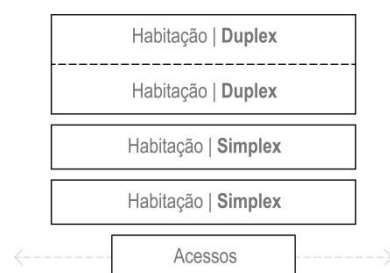 Habitação | Duplex
Habitação | Duplex
Habitação | Simplex
Habitação | Simplex
Acessos